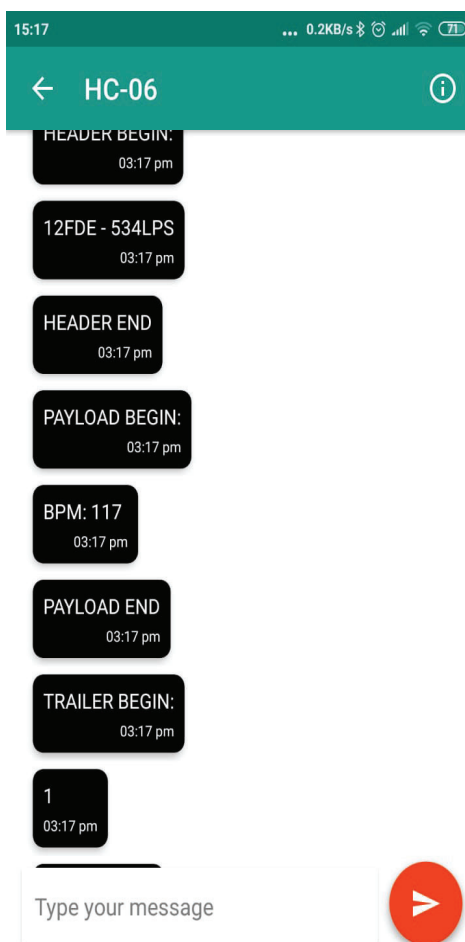 15:17
... 0.2KB/s 71
HC-06
HEADER BEGIN:
03:17 pm
12FDE - 534LPS
03:17 pm
HEADER END
03:17 pm
PAYLOAD BEGIN:
03:17 pm
BPM: 117
03:17 pm
PAYLOAD END
03:17 pm
TRAILER BEGIN:
03:17 pm
1
03:17 pm
Type your message